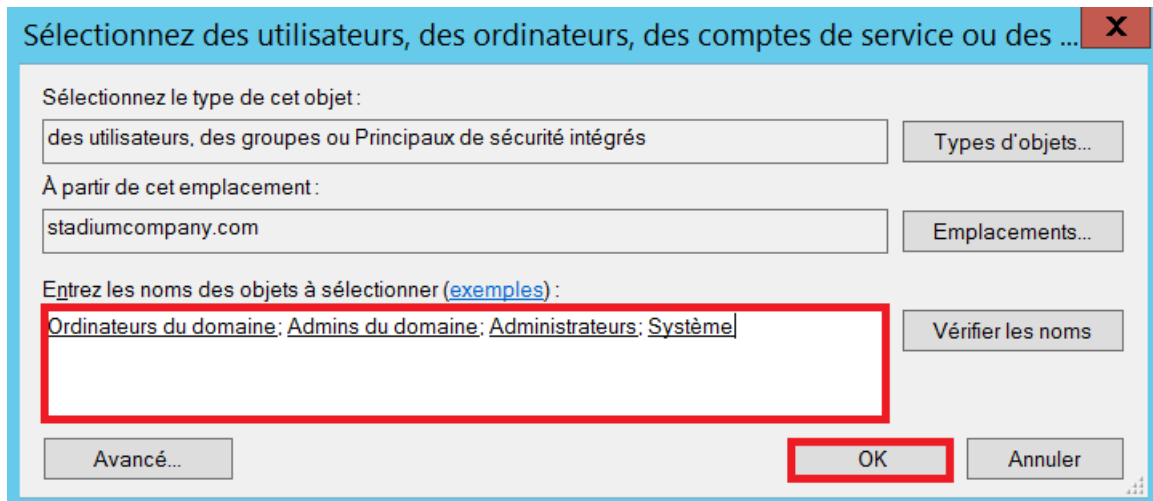 Sélectionnez des utilisateurs, des ordinateurs, des comptes de service ou des ... X
Sélectionnez le type de cet objet :
des utilisateurs, des groupes ou Principaux de sécurité intégrés
Types d'objets...
À partir de cet emplacement :
stadiumcompany.com
Emplacements...
Entrez les noms des objets à sélectionner (exemples) :
Ordinateurs du domaine; Admins du domaine; Administrateurs; Système
Vérifier les noms
Avancé...
OK
Annuler